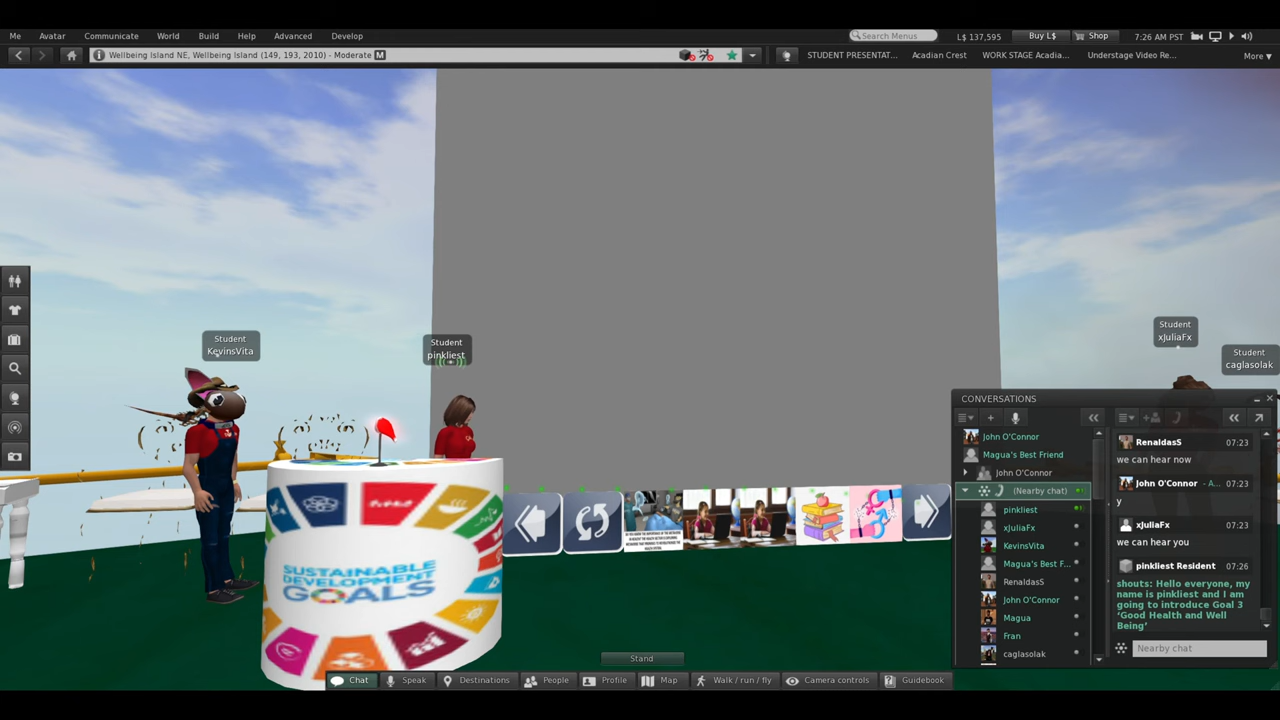 Me Avatar Communicate World Build Help Advanced Develop
Search Menus
L$ 137,595
Buy L$
Shop
7:26 AM PST
Wellbeing Island NE, Wellbeing Island (149, 193, 2010) - Moderate M
STUDENT PRESENTAT... Acadian Crest WORK STAGE Acadia... Understage Video Re... More
Student
KevinsVita
Student
pinkliest
Student
xJuliaFx
Student
caglasolak
SUSTAINABLE
DEVELOPMENT
GOALS
CONVERSATIONS
John O'Connor
Magua's Best Friend
John O'Connor
(Nearby chat)
pinkliest
xJuliaFx
KevinsVita
Magua's Best F...
RenaldasS
John O'Connor
Magua
Fran
caglasolak
RenaldasS 07:23
we can hear now
John O'Connor - A... 07:23
y
xJuliaFx 07:23
we can hear you
pinkliest Resident 07:26
shouts: Hello everyone, my
name is pinkliest and I am
going to introduce Goal 3
'Good Health and Well
Being'
Nearby chat
Stand
Chat Speak Destinations People Profile Map Walk / run / fly Camera controls Guidebook